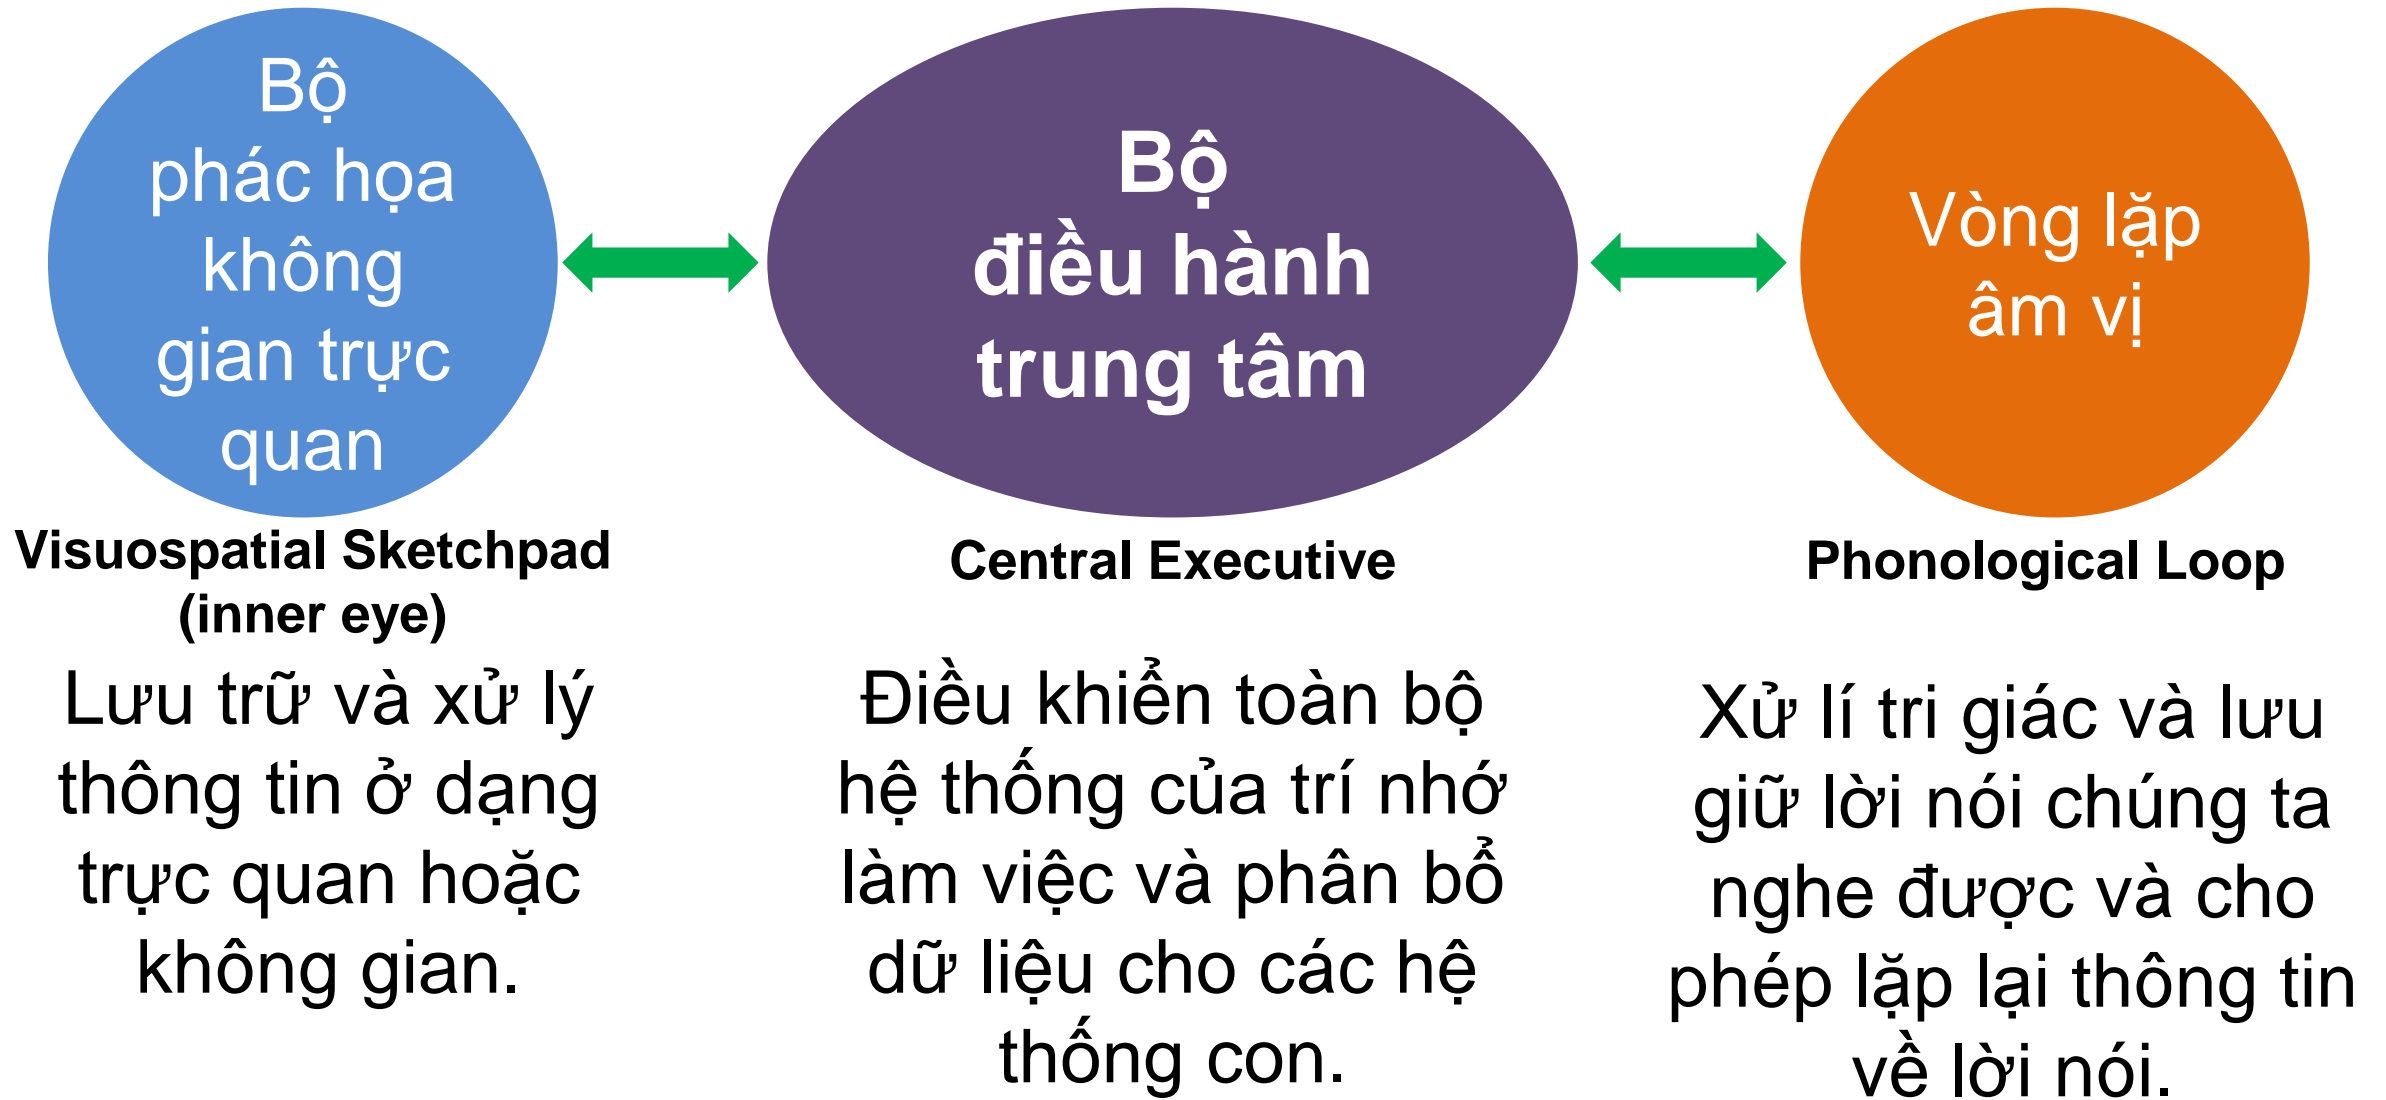 Bộ
phác họa
không
gian trực
quan
Visuospatial Sketchpad
(inner eye)
Lưu trữ và xử lý
thông tin ở dạng
trực quan hoặc
không gian.
Bộ
điều hành
trung tâm
Central Executive
Điều khiển toàn bộ
hệ thống của trí nhớ
làm việc và phân bổ
dữ liệu cho các hệ
thống con.
Vòng lặp
âm vị
Phonological Loop
Xử lí tri giác và lưu
giữ lời nói chúng ta
nghe được và cho
phép lặp lại thông tin
về lời nói.